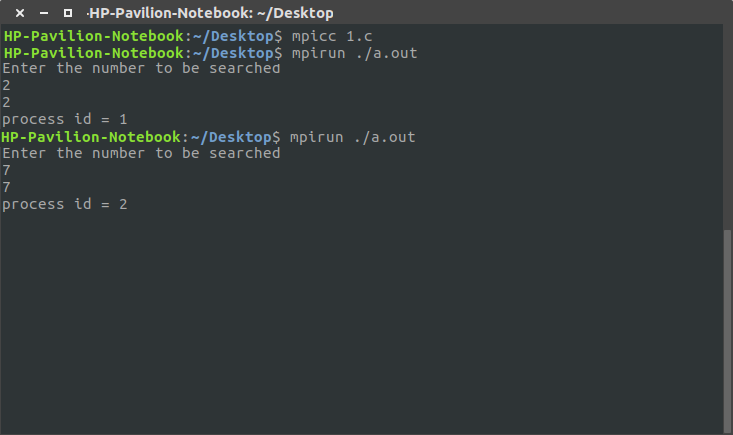 -HP-Pavilion-Notebook: ~/Desktop
HP-Pavilion-Notebook:~/Desktop$ mpicc 1.c
HP-Pavilion-Notebook:~/Desktop$ mpirun ./a.out
Enter the number to be searched
2
2
process id = 1
HP-Pavilion-Notebook:~/Desktop$ mpirun ./a.out
Enter the number to be searched
7
7
process id = 2